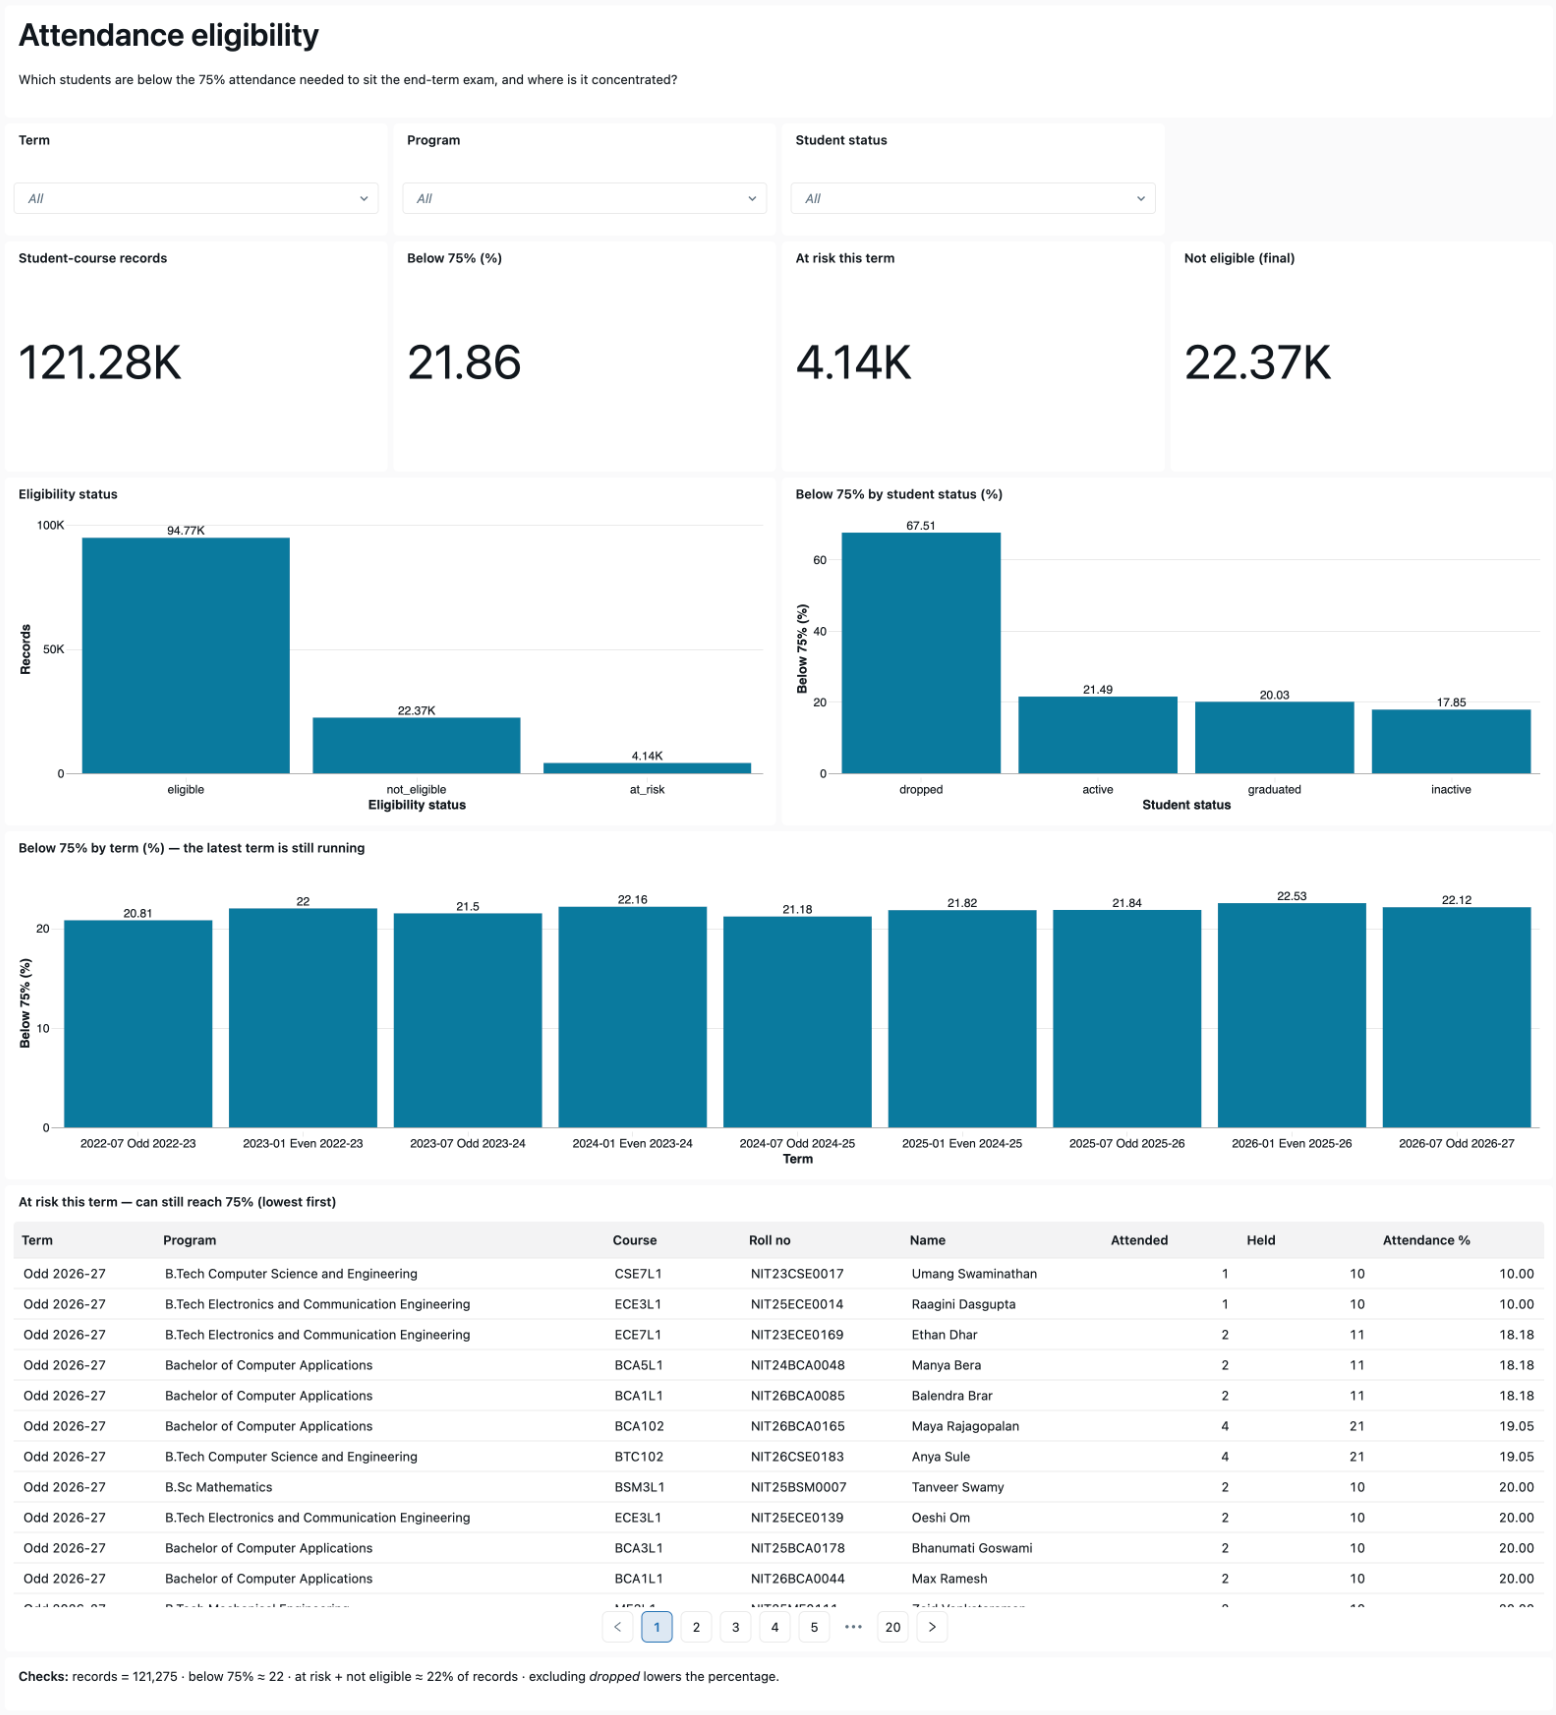 Attendance eligibility
Which students are below the 75% attendance needed to sit the end-term exam, and where is it concentrated?
Term Program Student status
All All All
Student-course records Below 75% (%) At risk this term Not eligible (final)
121.28K 21.86 4.14K 22.37K
Eligibility status
100K
50K
0
Records
94.77K 22.37K 4.14K
eligible not_eligible at_risk
Eligibility status
Below 75% by student status (%)
60
40
20
0
Below 75% (%)
67.51 21.49 20.03 17.85
dropped active graduated inactive
Student status
Below 75% by term (%) — the latest term is still running
20
10
0
Below 75% (%)
20.81 22 21.5 22.16 21.18 21.82 21.84 22.53 22.12
2022-07 Odd 2022-23 2023-01 Even 2022-23 2023-07 Odd 2023-24 2024-01 Even 2023-24 2024-07 Odd 2024-25 2025-01 Even 2024-25 2025-07 Odd 2025-26 2026-01 Even 2025-26 2026-07 Odd 2026-27
Term
At risk this term — can still reach 75% (lowest first)
Term Program Course Roll no Name Attended Held Attendance %
Odd 2026-27 B.Tech Computer Science and Engineering CSE7L1 NIT23CSE0017 Umang Swaminathan 1 10 10.00
Odd 2026-27 B.Tech Electronics and Communication Engineering ECE3L1 NIT25ECE0014 Raagini Dasgupta 1 10 10.00
Odd 2026-27 B.Tech Electronics and Communication Engineering ECE7L1 NIT23ECE0169 Ethan Dhar 2 11 18.18
Odd 2026-27 Bachelor of Computer Applications BCA5L1 NIT24BCA0048 Manya Bera 2 11 18.18
Odd 2026-27 Bachelor of Computer Applications BCA1L1 NIT26BCA0085 Balendra Brar 2 11 18.18
Odd 2026-27 Bachelor of Computer Applications BCA102 NIT26BCA0165 Maya Rajagopalan 4 21 19.05
Odd 2026-27 B.Tech Computer Science and Engineering BTC102 NIT26CSE0183 Anya Sule 4 21 19.05
Odd 2026-27 B.Sc Mathematics BSM3L1 NIT25BSM0007 Tanveer Swamy 2 10 20.00
Odd 2026-27 B.Tech Electronics and Communication Engineering ECE3L1 NIT25ECE0139 Oeshi Om 2 10 20.00
Odd 2026-27 Bachelor of Computer Applications BCA3L1 NIT25BCA0178 Bhanumati Goswami 2 10 20.00
Odd 2026-27 Bachelor of Computer Applications BCA1L1 NIT26BCA0044 Max Ramesh 2 10 20.00
< 1 2 3 4 5 ••• 20 >
Checks: records = 121,275 · below 75% ≈ 22 · at risk + not eligible ≈ 22% of records · excluding dropped lowers the percentage.